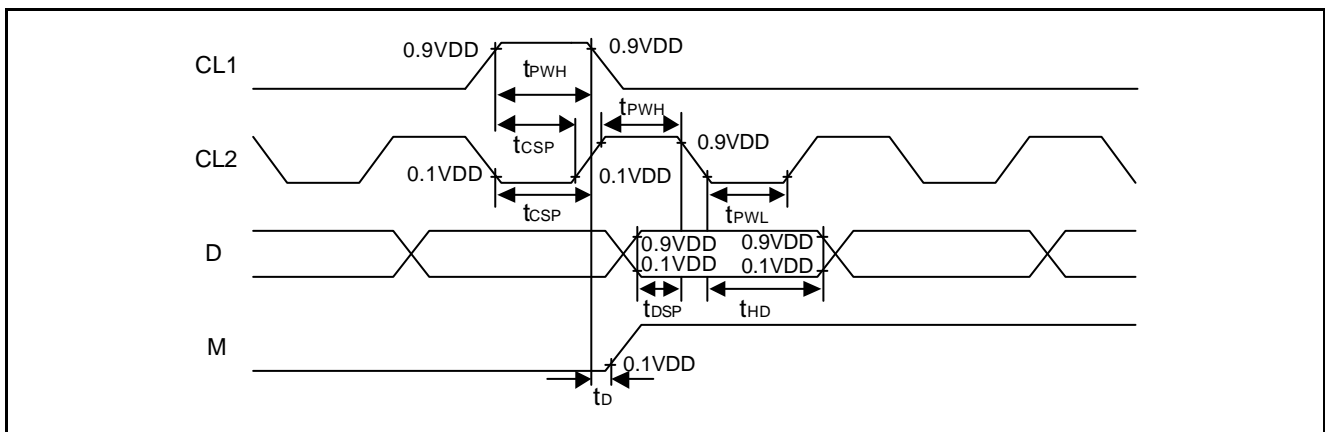 CL1
0.9VDD
0.9VDD
tPWH
tPWH
CL2
tCSP
0.9VDD
0.1VDD
0.1VDD
tCSP
tPWL
D
0.9VDD
0.9VDD
0.1VDD
0.1VDD
tDSP
tHD
M
0.1VDD
tD